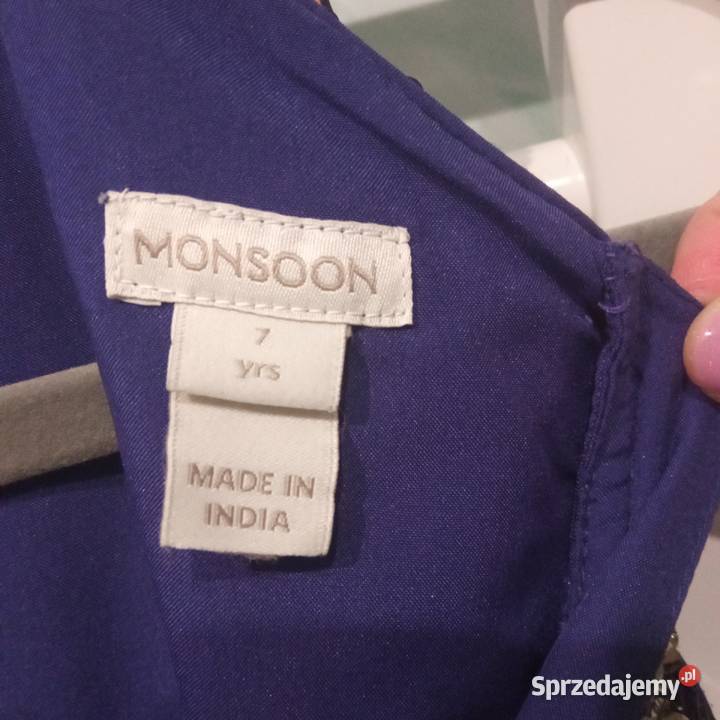 MONSOON
7
yrs
MADE IN
INDIA
Sprzedajemy.pl